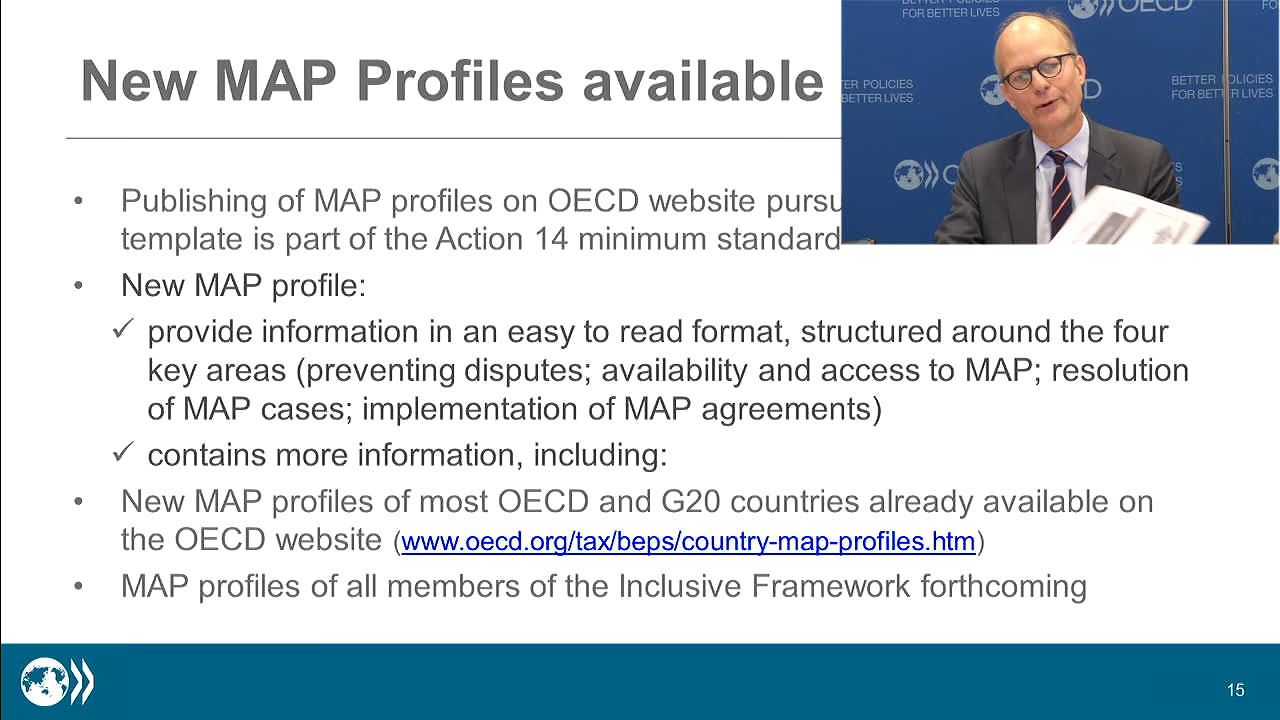 New MAP Profiles available
• Publishing of MAP profiles on OECD website
template is part of the Action 14 minimum standard
• New MAP profile:
✓ provide information in an easy to read format, structured around the four
key areas (preventing disputes; availability and access to MAP; resolution
of MAP cases; implementation of MAP agreements)
✓ contains more information, including:
• New MAP profiles of most OECD and G20 countries already available on
the OECD website (www.oecd.org/tax/beps/country-map-profiles.htm)
• MAP profiles of all members of the Inclusive Framework forthcoming
15
FOR BETTER LIVES
OECD
POLICIES
BETTER LIVES
BETTER POLICIES
FOR BETTER LIVES